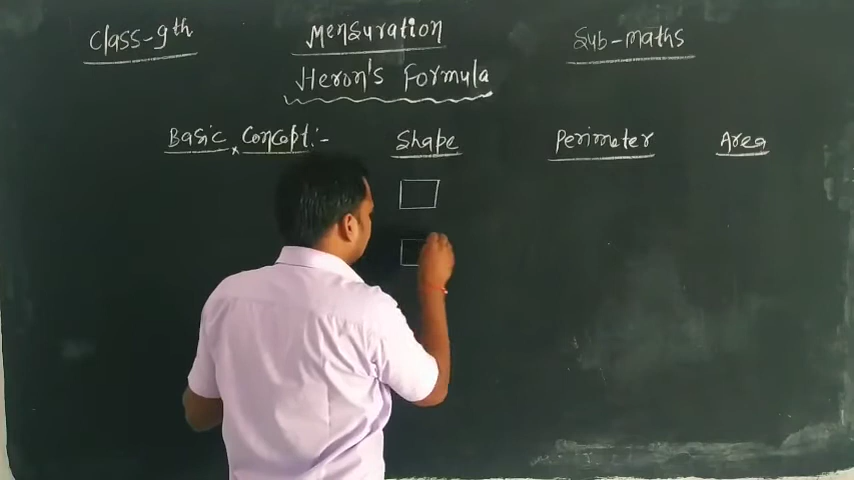 Class-9th Mensuration Sub-maths
Heron's Formula
Basic Concept:- Shape Perimeter Area